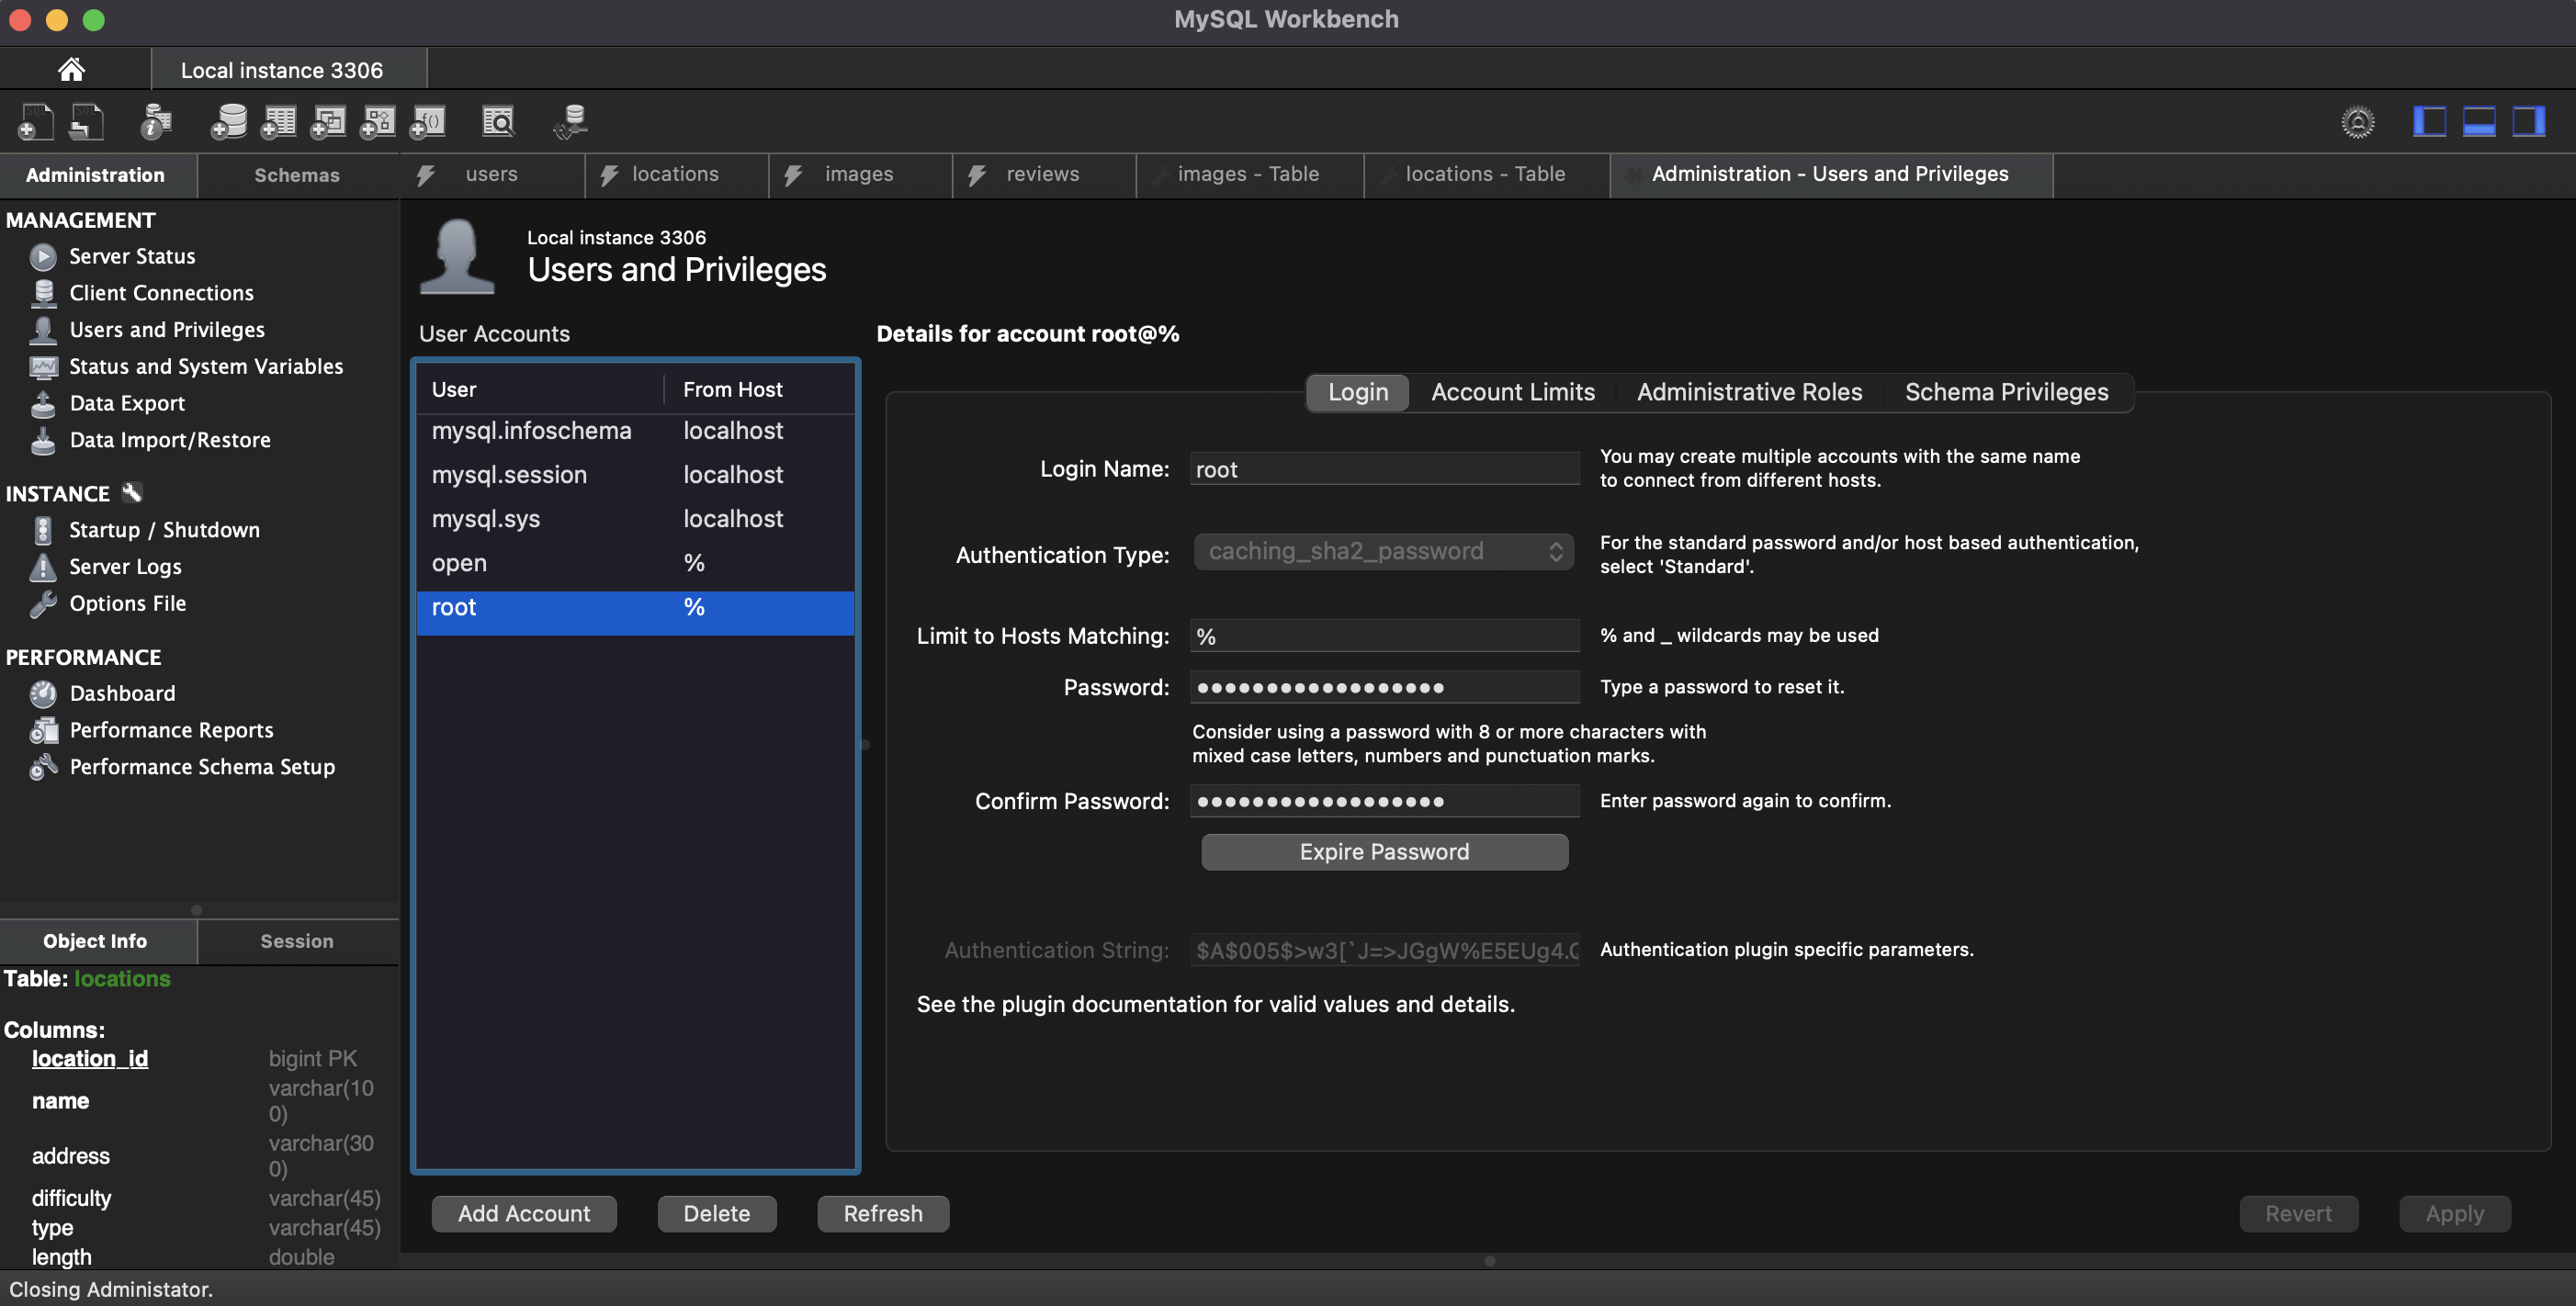 MySQL Workbench
Local instance 3306
Administration
Schemas
users
locations
images
reviews
images - Table
locations - Table
Administration - Users and Privileges
MANAGEMENT
Server Status
Client Connections
Users and Privileges
Status and System Variables
Data Export
Data Import/Restore
INSTANCE
Startup / Shutdown
Server Logs
Options File
PERFORMANCE
Dashboard
Performance Reports
Performance Schema Setup
Object Info
Session
Table: locations
Columns:
location_id bigint PK
name varchar(10
0)
address varchar(30
0)
difficulty varchar(45)
type varchar(45)
length double
Local instance 3306
Users and Privileges
User Accounts
User From Host
mysql.infoschema localhost
mysql.session localhost
mysql.sys localhost
open %
root %
Add Account
Delete
Refresh
Details for account root@%
Login
Account Limits
Administrative Roles
Schema Privileges
Login Name: root
You may create multiple accounts with the same name
to connect from different hosts.
Authentication Type: caching_sha2_password
For the standard password and/or host based authentication,
select 'Standard'.
Limit to Hosts Matching: %
% and _ wildcards may be used
Password: ••••••••••••••••••
Type a password to reset it.
Consider using a password with 8 or more characters with
mixed case letters, numbers and punctuation marks.
Confirm Password: ••••••••••••••••••
Enter password again to confirm.
Expire Password
Authentication String: $A$005$>w3[`J=>JGgW%E5EUg4.
Authentication plugin specific parameters.
See the plugin documentation for valid values and details.
Revert
Apply
Closing Administator.